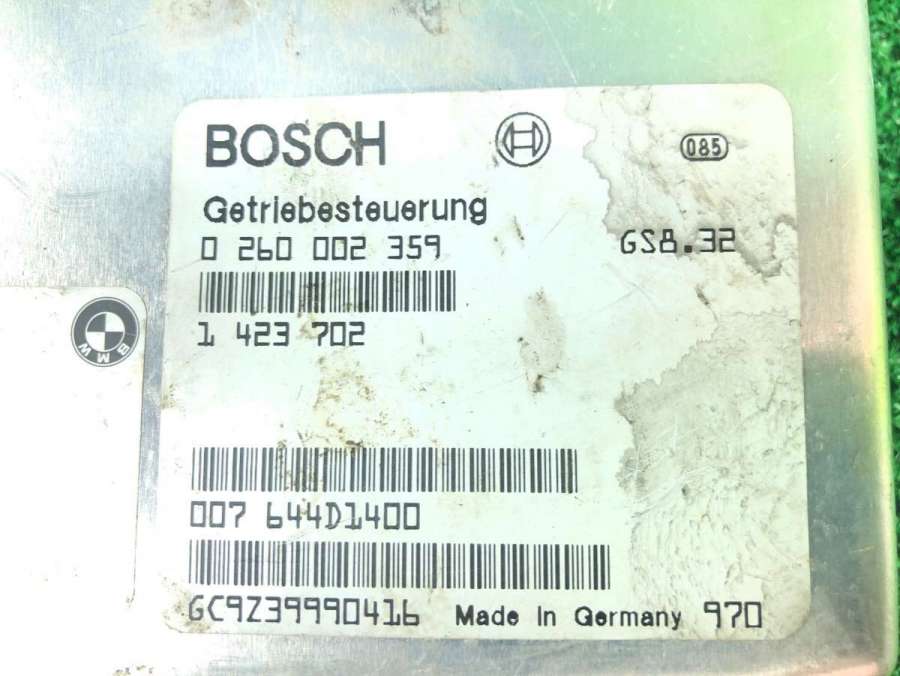 BOSCH
085
Getriebesteuerung
0 260 002 359
GS8.32
1 423 702
BMW
007 644D1400
GC9Z39990416 Made In Germany 970